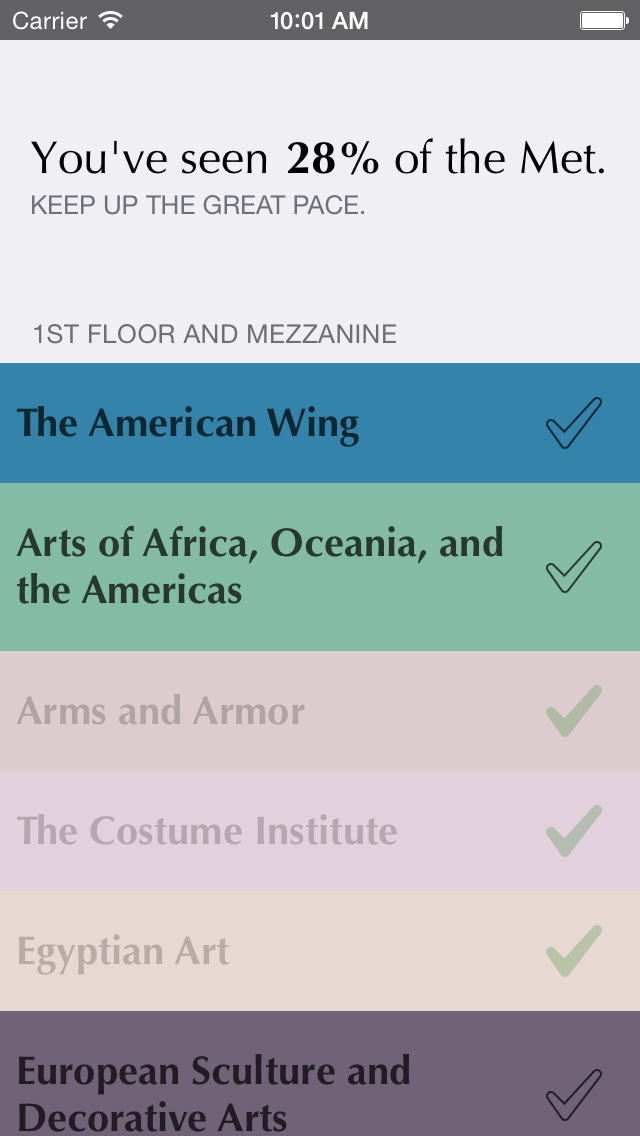 Carrier 10:01 AM
You've seen 28% of the Met.
KEEP UP THE GREAT PACE.
1ST FLOOR AND MEZZANINE
The American Wing
Arts of Africa, Oceania, and
the Americas
Arms and Armor
The Costume Institute
Egyptian Art
European Sculture and
Decorative Arts